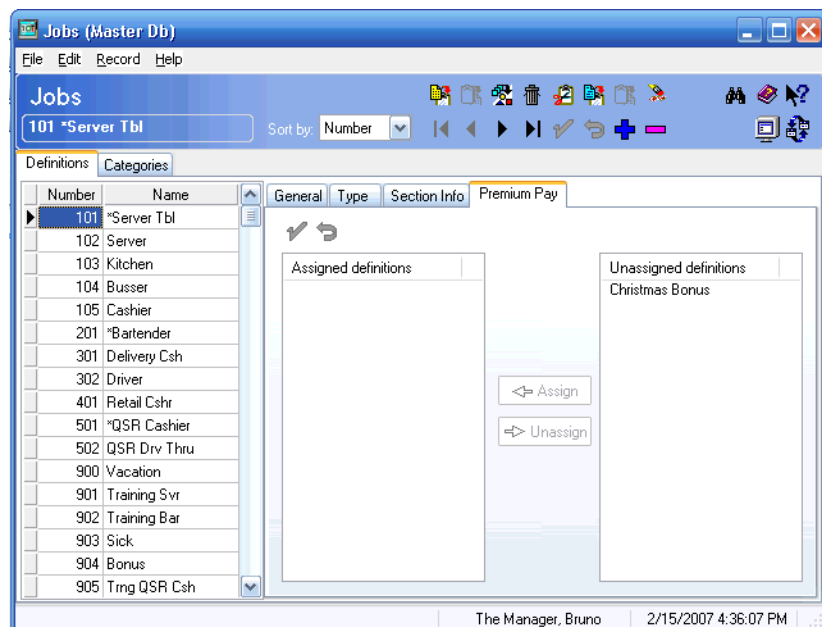 Jobs (Master Db)
File Edit Record Help
Jobs
101 *Server Tbl
Sort by: Number
Definitions Categories
Number Name
101 *Server Tbl
102 Server
103 Kitchen
104 Busser
105 Cashier
201 *Bartender
301 Delivery Csh
302 Driver
401 Retail Cshr
501 *QSR Cashier
502 QSR Drv Thru
900 Vacation
901 Training Svr
902 Training Bar
903 Sick
904 Bonus
905 Trng QSR Csh
General Type Section Info Premium Pay
Assigned definitions
Assign
Unassign
Unassigned definitions
Christmas Bonus
The Manager, Bruno 2/15/2007 4:36:07 PM